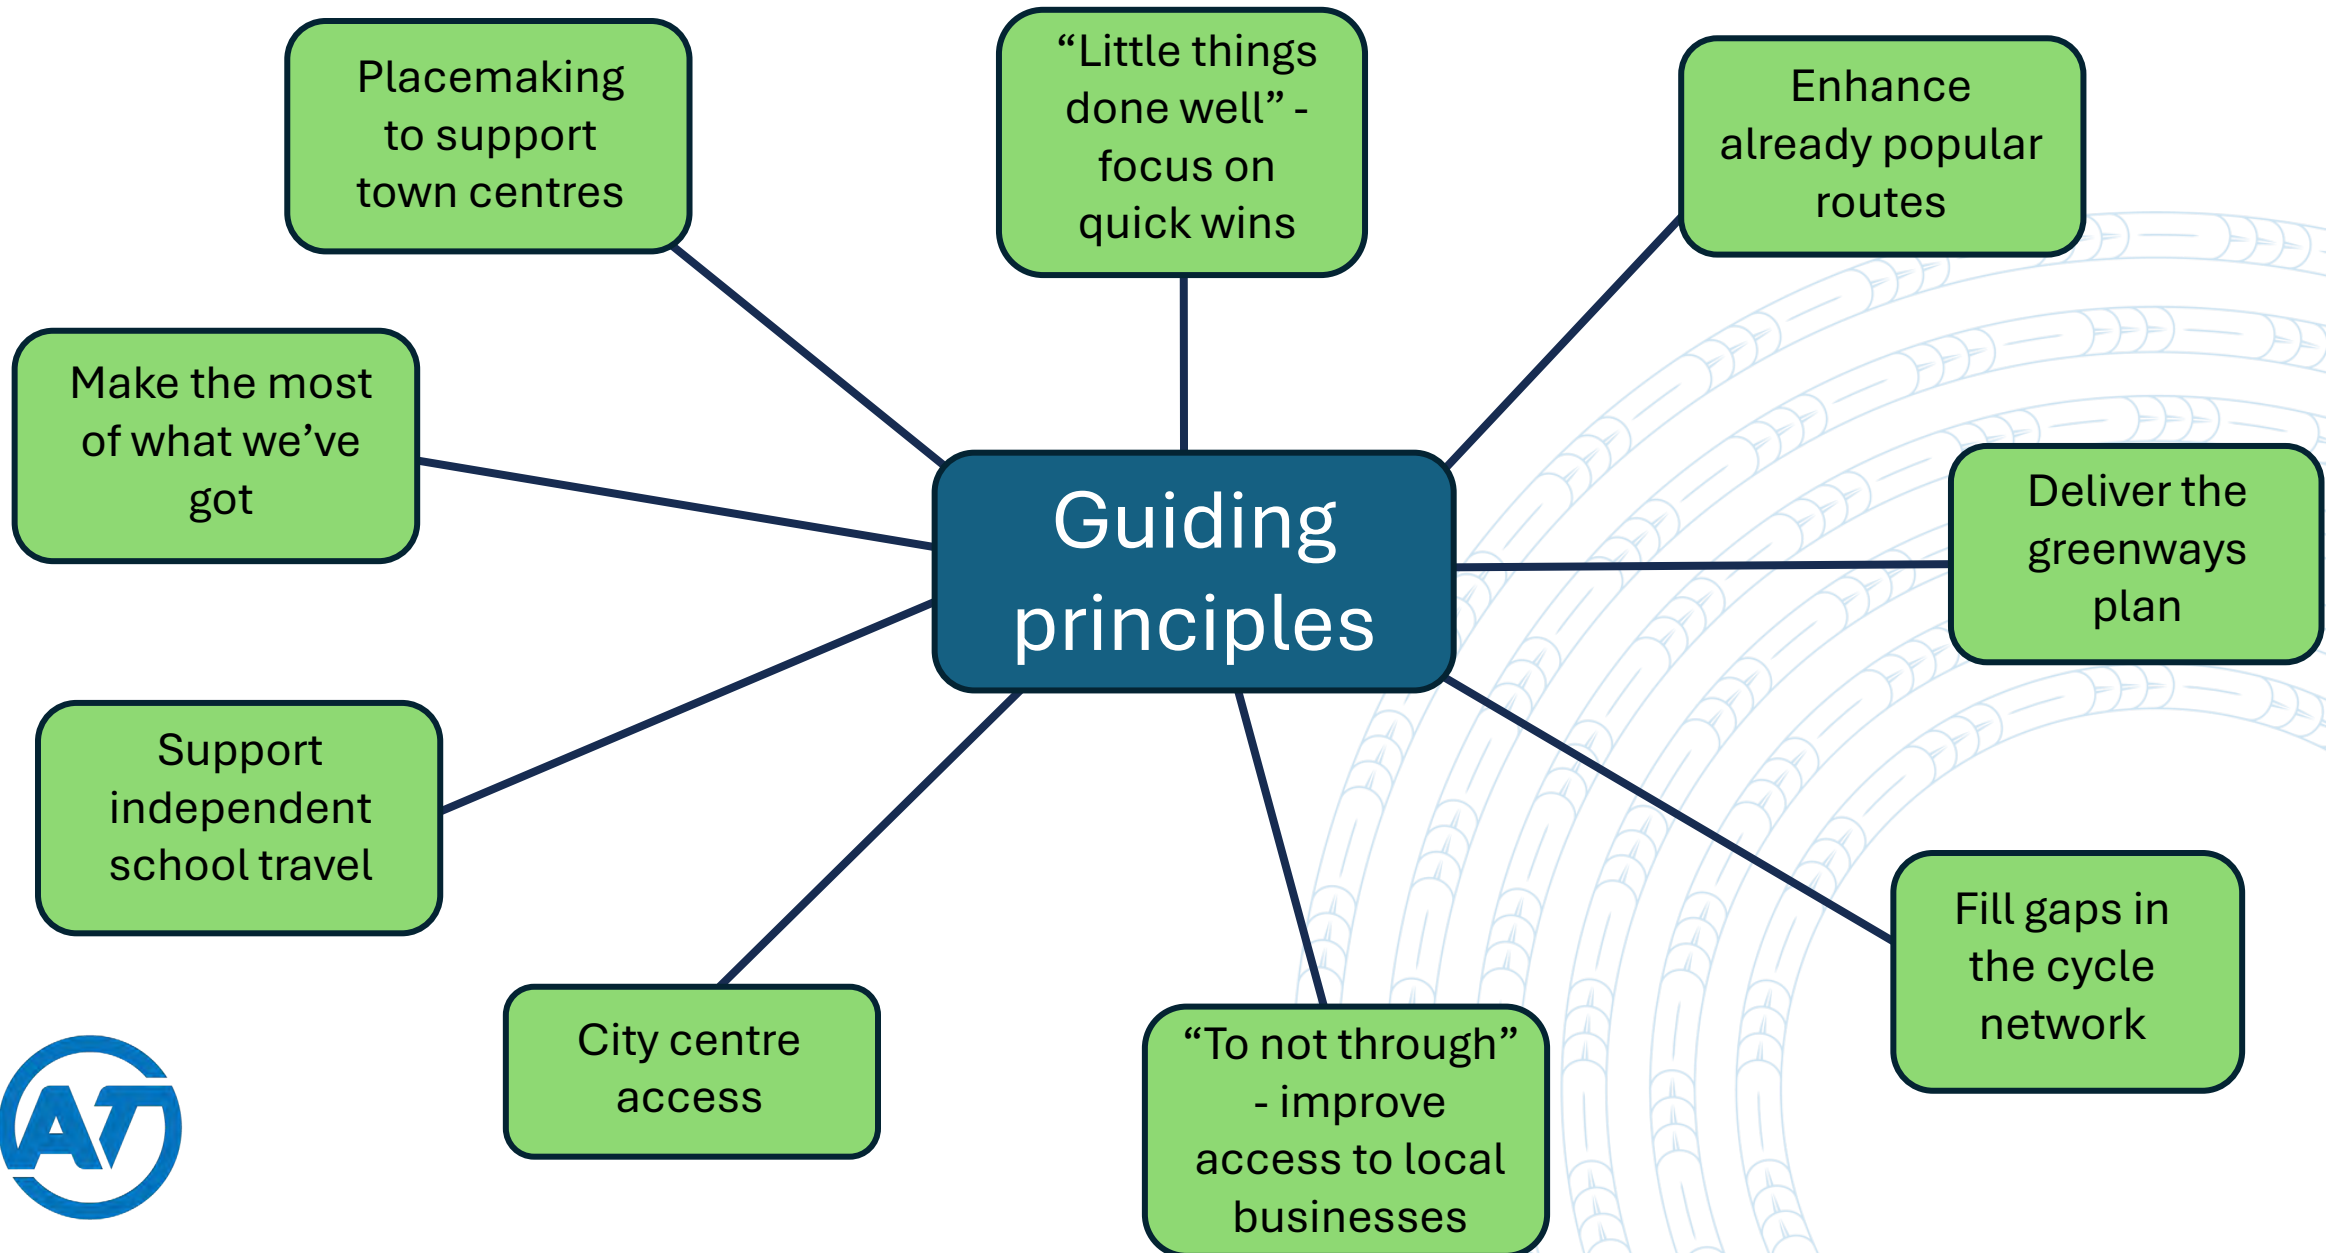 Placemaking
to support
town centres
“Little things
done well” -
focus on
quick wins
Enhance
already popular
routes
Make the most
of what we’ve
got
Guiding
principles
Deliver the
greenways
plan
Support
independent
school travel
Fill gaps in
the cycle
network
City centre
access
“To not through”
- improve
access to local
businesses
AT